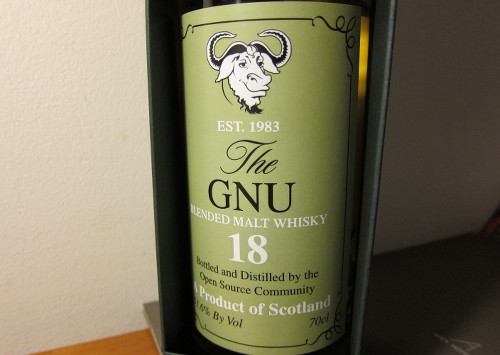 EST. 1983
The
GNU
BLENDED MALT WHISKY
18
Bottled and Distilled by the
Open Source Community
Product of Scotland
By Vol 70cl